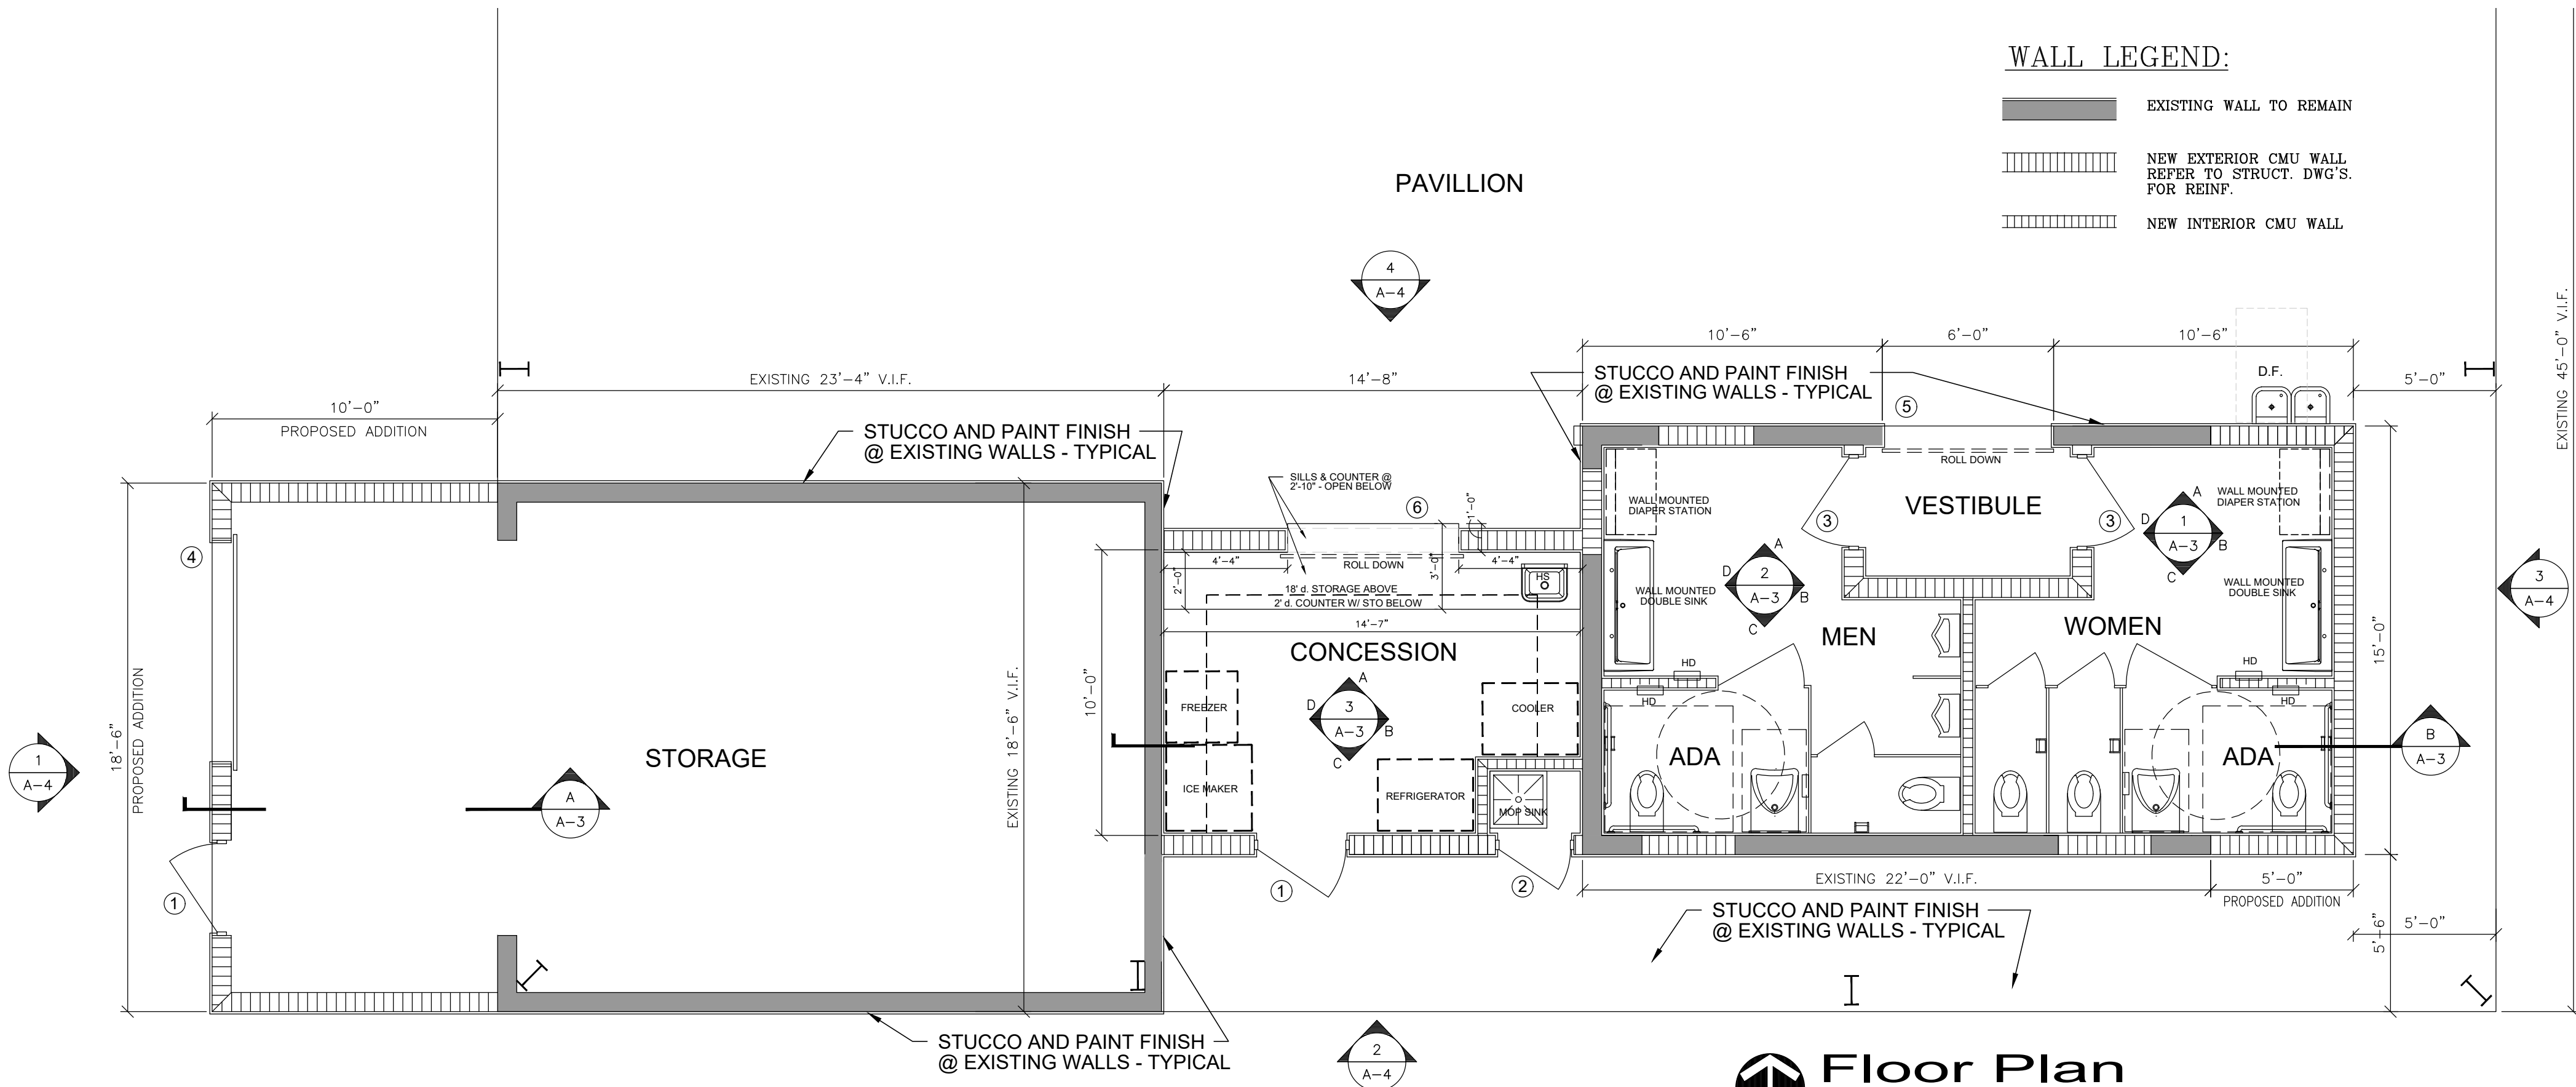 WALL LEGEND:
EXISTING WALL TO REMAIN
NEW EXTERIOR CMU WALL
REFER TO STRUCT. DWG'S.
FOR REINF.
NEW INTERIOR CMU WALL
PAVILLION
4
A-4
EXISTING 45'-0" V.I.F.
10'-6"
6'-0"
10'-6"
STUCCO AND PAINT FINISH
@ EXISTING WALLS - TYPICAL
D.F.
5'-0"
EXISTING 23'-4" V.I.F.
14'-8"
10'-0"
PROPOSED ADDITION
STUCCO AND PAINT FINISH
@ EXISTING WALLS - TYPICAL
5
ROLL DOWN
SILLS & COUNTER @
2'-10" - OPEN BELOW
6
1'-0"
WALL MOUNTED
DIAPER STATION
VESTIBULE
WALL MOUNTED
DIAPER STATION
3
3
A
D
1
B
A-3
C
4
4'-4"
ROLL DOWN
4'-4"
3'-0"
2'-0"
HS
18' d. STORAGE ABOVE
2' d. COUNTER W/ STO BELOW
14'-7"
WALL MOUNTED
DOUBLE SINK
A
D
2
B
A-3
C
WALL MOUNTED
DOUBLE SINK
3
A-4
MEN
WOMEN
15'-0"
CONCESSION
HD
HD
HD
HD
18'-6"
PROPOSED ADDITION
EXISTING 18'-6" V.I.F.
10'-0"
FREEZER
A
D
3
B
A-3
C
COOLER
STORAGE
ADA
ADA
B
A-3
1
A-4
ICE MAKER
REFRIGERATOR
MOP SINK
A
A-3
1
1
2
EXISTING 22'-0" V.I.F.
5'-0"
PROPOSED ADDITION
STUCCO AND PAINT FINISH
@ EXISTING WALLS - TYPICAL
5'-6"
5'-0"
STUCCO AND PAINT FINISH
@ EXISTING WALLS - TYPICAL
2
A-4
Floor Plan